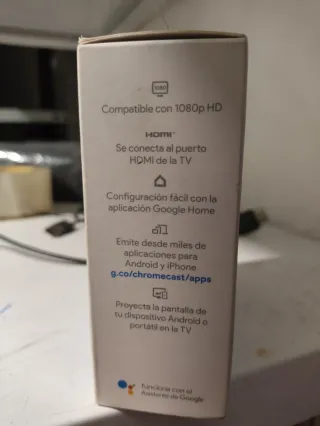 1080
Compatible con 1080p HD
HDMI™
Se conecta al puerto
HDMI de la TV
Configuración fácil con la
aplicación Google Home
Emite desde miles de
aplicaciones para
Android y iPhone
g.co/chromecast/apps
Proyecta la pantalla de
tu dispositivo Android o
portátil en la TV
funciona con el
Asistente de Google